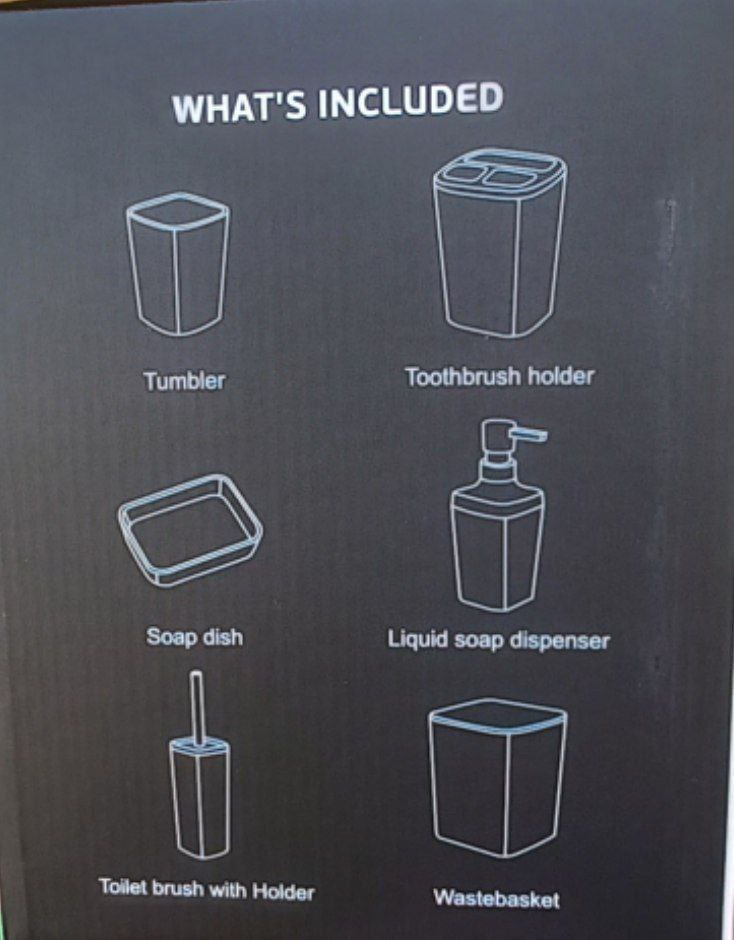 WHAT'S INCLUDED
Tumbler
Toothbrush holder
Soap dish
Liquid soap dispenser
Toilet brush with Holder
Wastebasket